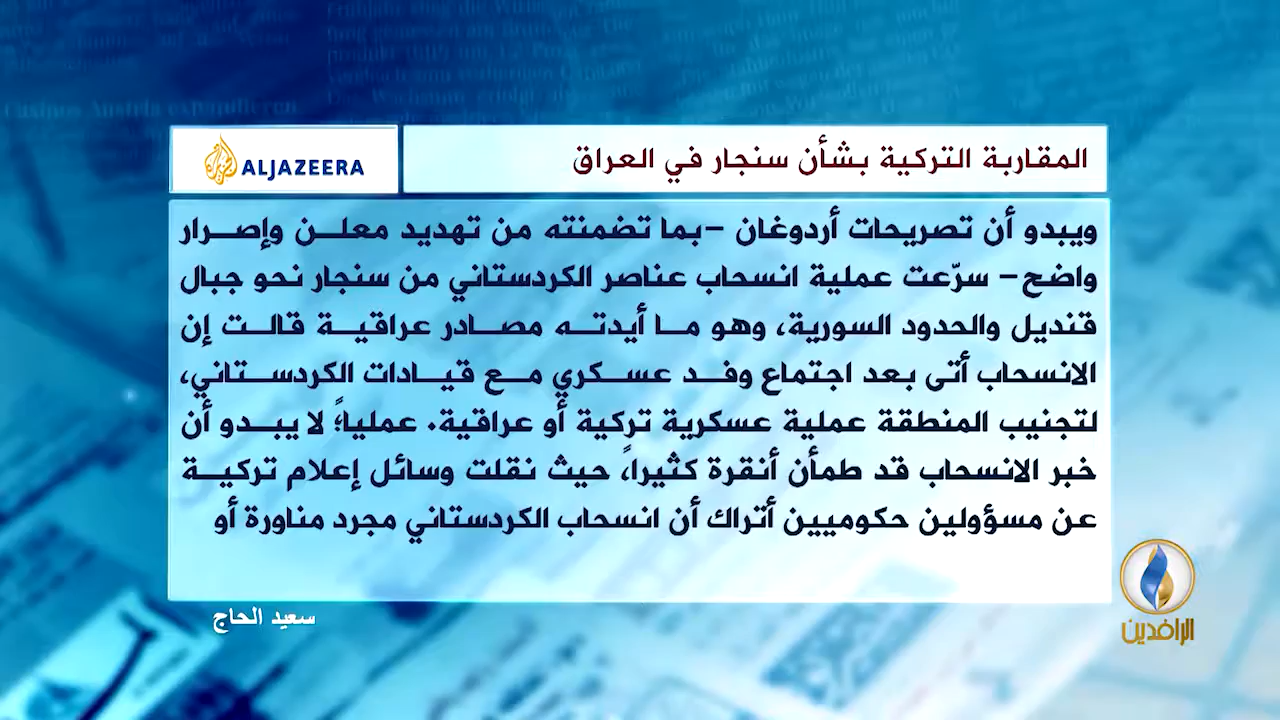 المقاربة التركية بشأن سنجار في العراق
ALJAZEERA
ويبدو أن تصريحات أردوغان –بما تضمنته من تهديد معلن وإصرار
واضح– سرّعت عملية انسحاب عناصر الكردستاني من سنجار نحو جبال
قنديل والحدود السورية، وهو ما أيدته مصادر عراقية قالت إن
الانسحاب أتى بعد اجتماع وفد عسكري مع قيادات الكردستاني،
لتجنيب المنطقة عملية عسكرية تركية أو عراقية. عملياً؛ لا يبدو أن
خبر الانسحاب قد طمأن أنقرة كثيراً، حيث نقلت وسائل إعلام تركية
عن مسؤولين حكوميين أتراك أن انسحاب الكردستاني مجرد مناورة أو
سعيد الحاج
الرافدين